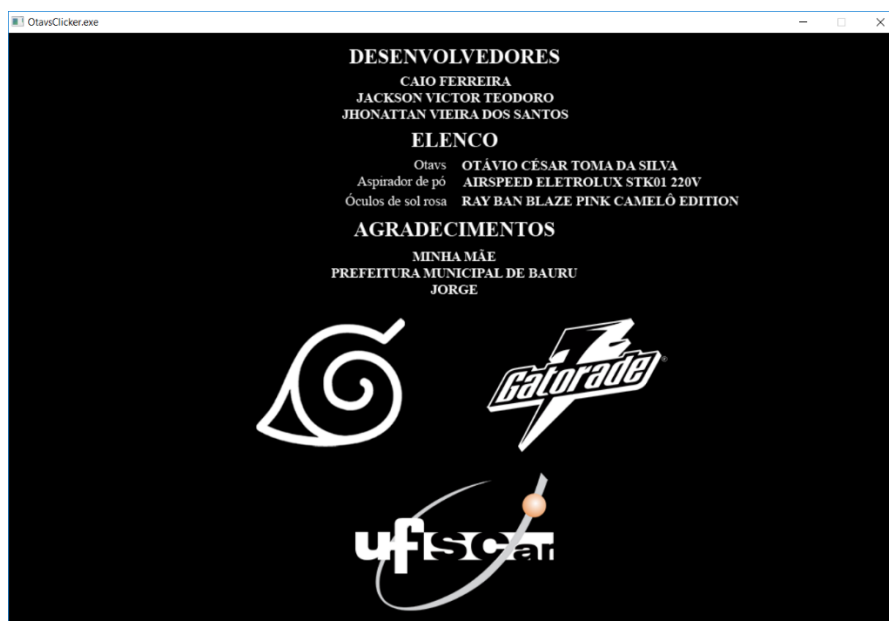 OtavsClicker.exe
DESENVOLVEDORES
CAIO FERREIRA
JACKSON VICTOR TEODORO
JHONATTAN VIEIRA DOS SANTOS
ELENCO
Otavs OTÁVIO CÉSAR TOMA DA SILVA
Aspirador de pó AIRSPEED ELETROLUX STK01 220V
Óculos de sol rosa RAY BAN BLAZE PINK CAMELÔ EDITION
AGRADECIMENTOS
MINHA MÃE
PREFEITURA MUNICIPAL DE BAURU
JORGE
Gatorade®
ufscar